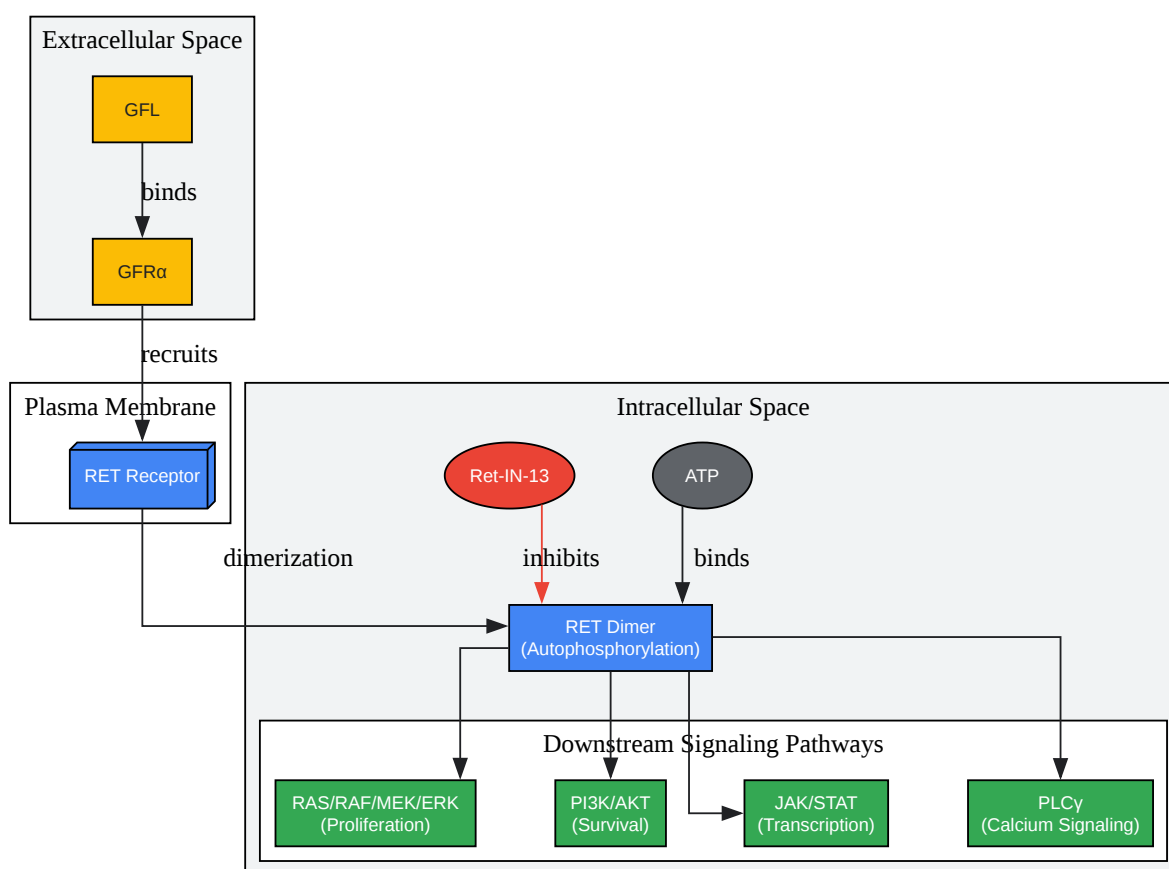 Extracellular Space
GFL
binds
GFRα
recruits
Plasma Membrane
RET Receptor
Intracellular Space
Ret-IN-13
ATP
dimerization
inhibits
binds
RET Dimer
(Autophosphorylation)
Downstream Signaling Pathways
RAS/RAF/MEK/ERK
(Proliferation)
PI3K/AKT
(Survival)
JAK/STAT
(Transcription)
PLCγ
(Calcium Signaling)